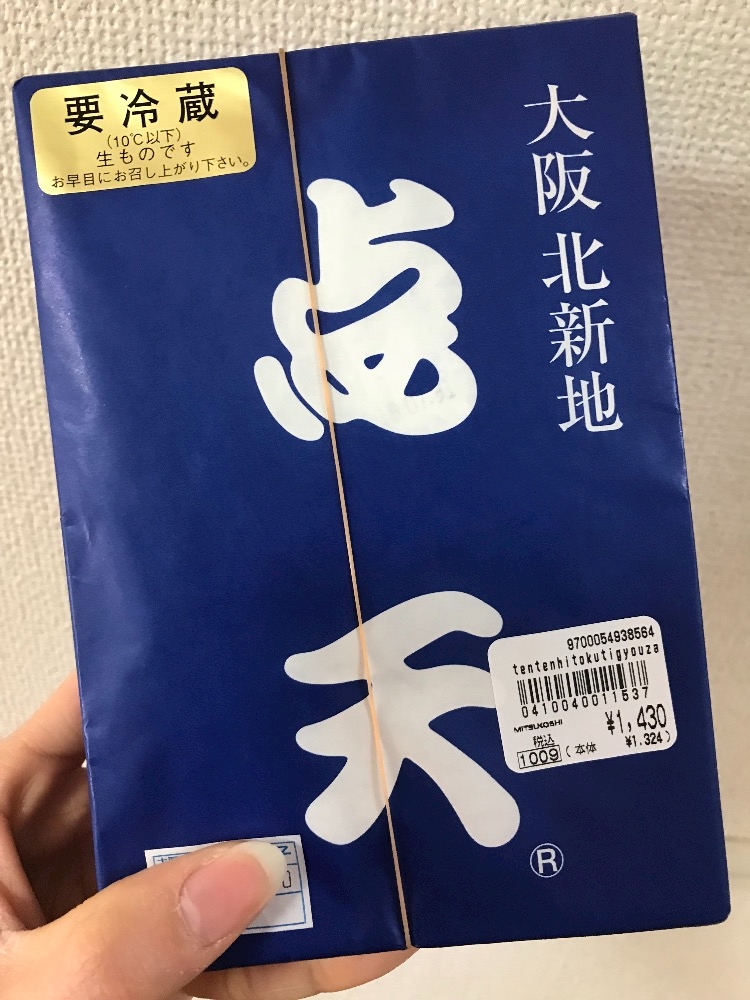 要冷蔵
(10℃以下)
生ものです
お早目にお召し上がり下さい。
大阪 北新地
点天
®
9700054938564
tentenhitokutigyouza
0410040011537
MITSUKOSHI
¥1,430
税込
1009 (本体 ¥1.324)